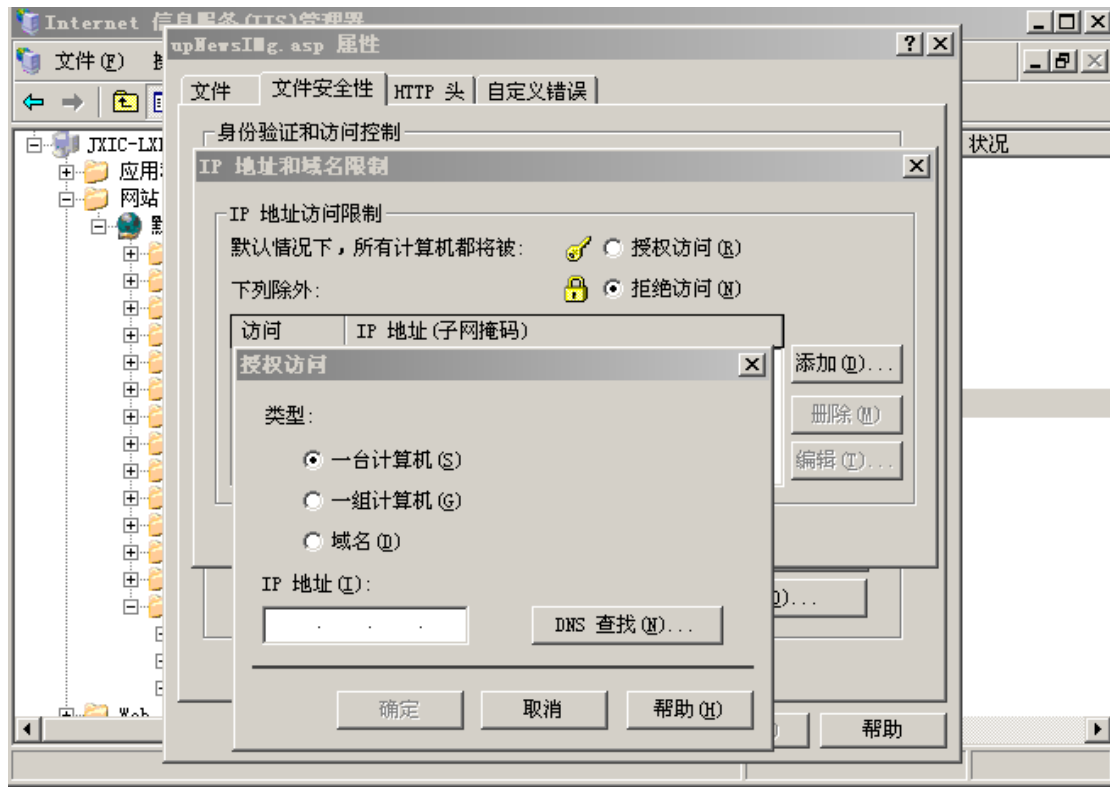 Internet 信息服务(IIS)管理器
文件(F)
upNewsIMg.asp 属性
文件
文件安全性
HTTP 头
自定义错误
身份验证和访问控制
JXIC-LX
应用
网站
状况
IP 地址和域名限制
IP 地址访问限制
默认情况下，所有计算机都将被:
授权访问(R)
下列除外:
拒绝访问(N)
访问
IP 地址(子网掩码)
添加(D)...
删除(M)
编辑(T)...
授权访问
类型:
一台计算机(S)
一组计算机(G)
域名(D)
IP 地址(I):
DNS 查找(N)...
确定
取消
帮助(H)
帮助
Web